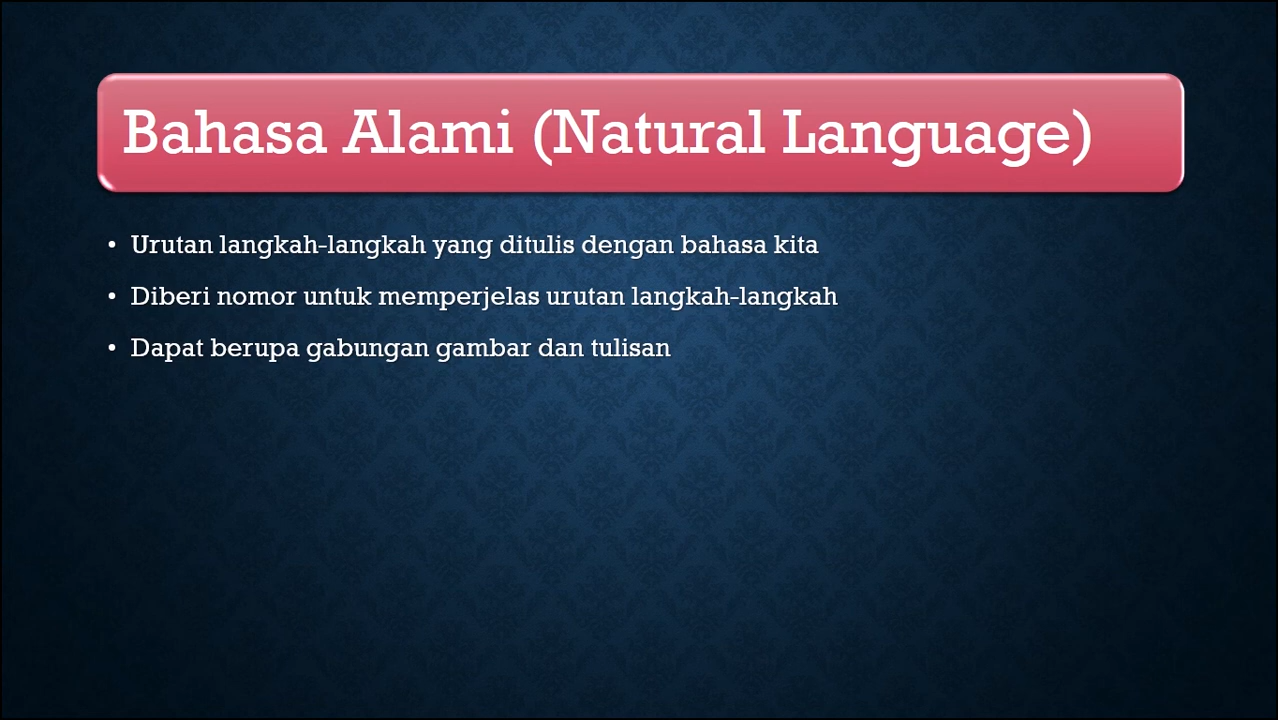 Bahasa Alami (Natural Language)
• Urutan langkah-langkah yang ditulis dengan bahasa kita
• Diberi nomor untuk memperjelas urutan langkah-langkah
• Dapat berupa gabungan gambar dan tulisan